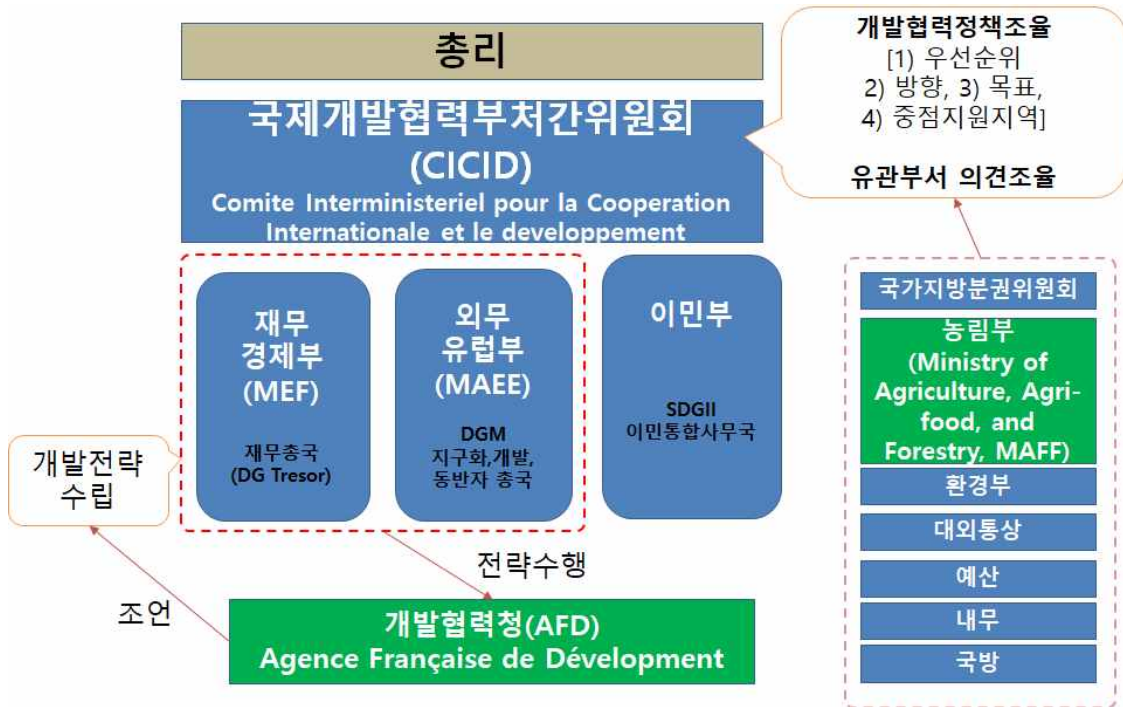 총리
국제개발협력부처간위원회
(CICID)
Comite Interministeriel pour la Cooperation
Internationale et le developpement
개발협력정책조율
[1) 우선순위
2) 방향, 3) 목표,
4) 중점지원지역]
유관부서 의견조율
재무
경제부
(MEF)
재무총국
(DG Tresor)
외무
유럽부
(MAEE)
DGM
지구화,개발,
동반자 총국
이민부
SDGII
이민통합사무국
국가지방분권위원회
농림부
(Ministry of
Agriculture, Agri-
food, and
Forestry, MAFF)
환경부
대외통상
예산
내무
국방
개발전략
수립
조언
전략수행
개발협력청(AFD)
Agence Française de Dévelopment